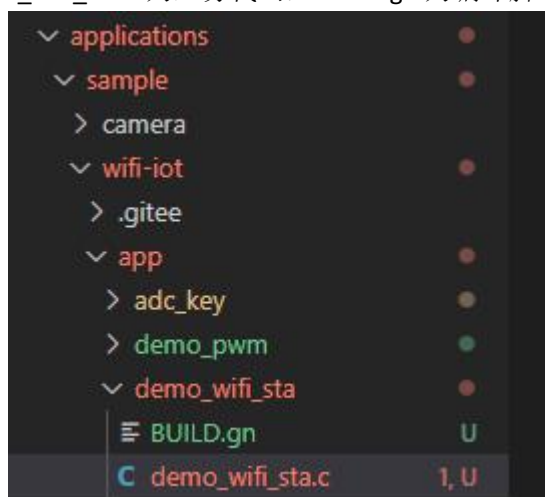 applications
sample
camera
wifi-iot
.gitee
app
adc_key
demo_pwm
demo_wifi_sta
BUILD.gn U
C demo_wifi_sta.c 1, U